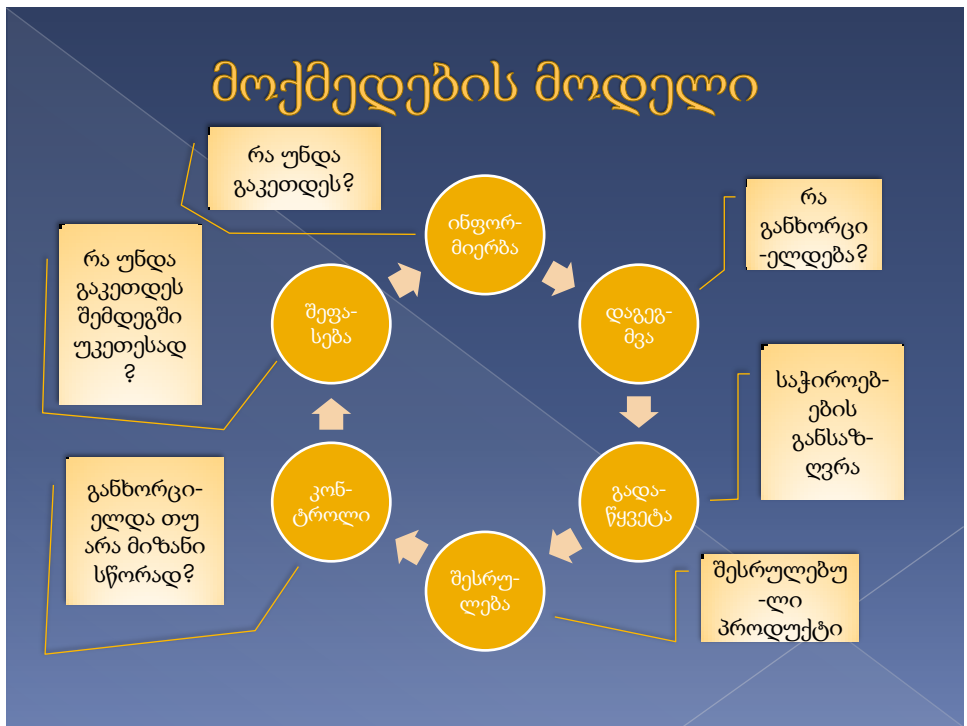 მოქმედების მოდელი
რა უნდა
გაკეთდეს?
ინფორ-
მიერბა
რა
განხორცი
-ელდება?
დაგეგ-
მვა
საჭიროებ-
ების
განსაზ-
ღვრა
გადა-
წყვეტა
შესრულებუ
-ლი
პროდუქტი
შესრუ-
ლება
განხორცი-
ელდა თუ
არა მიზანი
სწორად?
კონ-
ტროლი
რა უნდა
გაკეთდეს
შემდეგში
უკეთესად
?
შეფა-
სება